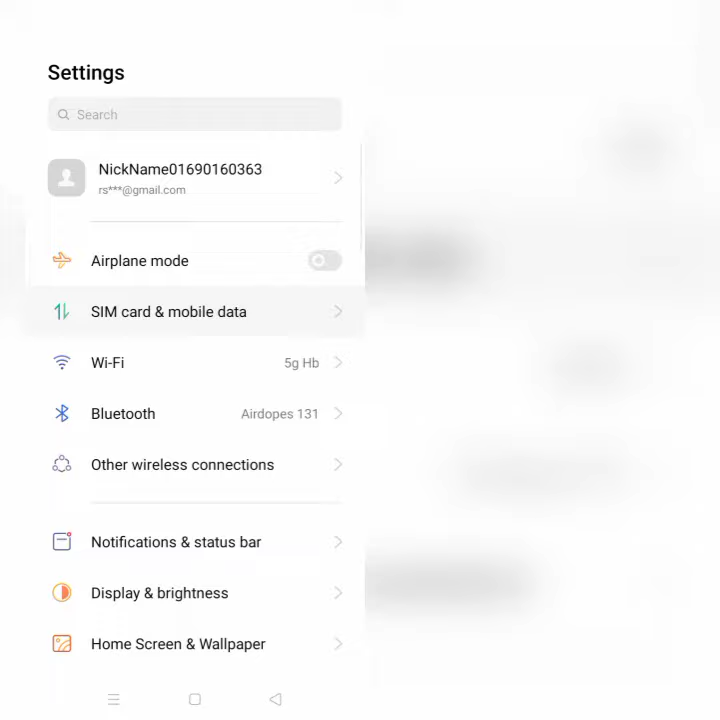 Settings
Search
NickName01690160363
rs***@gmail.com
Airplane mode
SIM card & mobile data
Wi-Fi 5g Hb
Bluetooth Airdopes 131
Other wireless connections
Notifications & status bar
Display & brightness
Home Screen & Wallpaper